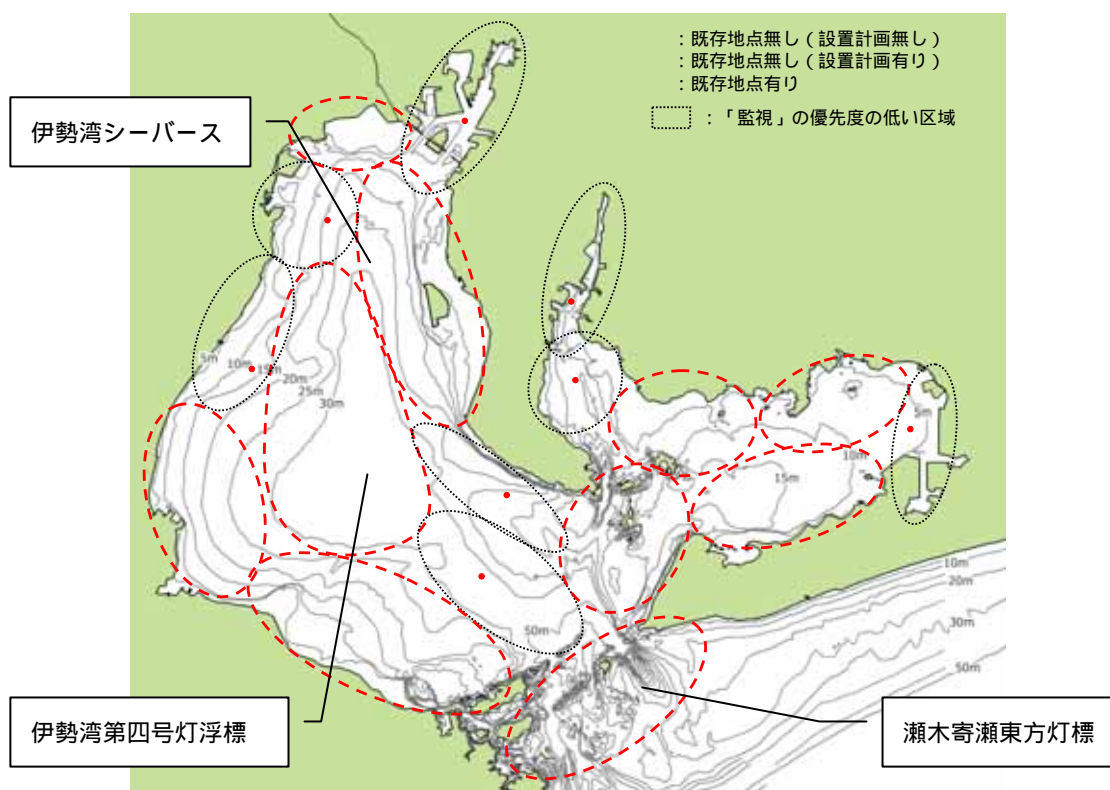 ：既存地点無し（設置計画無し）
：既存地点無し（設置計画有り）
：既存地点有り
：「監視」の優先度の低い区域
伊勢湾シーバース
5m
5m
10m
15m
20m
25m
30m
5m
10m
15m
50m
10m
20m
30m
50m
伊勢湾第四号灯浮標
瀬木寄瀬東方灯標